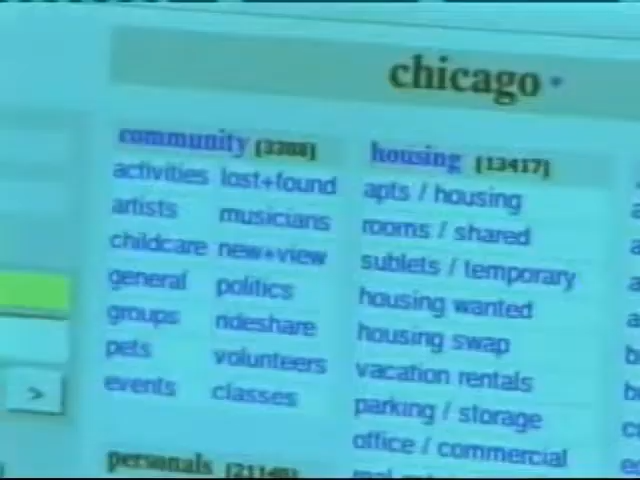 chicago
community
activities lost+found
artists musicians
childcare new+view
general politics
groups rideshare
pets volunteers
events classes
personals
housing (13417)
apts / housing
rooms / shared
sublets / temporary
housing wanted
housing swap
vacation rentals
parking / storage
office / commercial
>